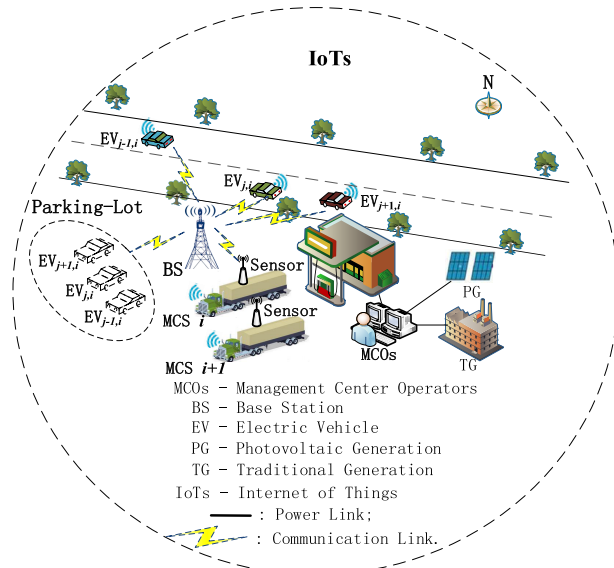 IoTs
N
EVj-1,i
EVj,i
EVj+1,i
Parking-Lot
EVj+1,i
EVj,i
EVj-1,i
BS
Sensor
MCS i
Sensor
MCS i+1
PG
MCOs
TG
MCOs - Management Center Operators
BS - Base Station
EV - Electric Vehicle
PG - Photovoltaic Generation
TG - Traditional Generation
IoTs - Internet of Things
: Power Link;
: Communication Link.